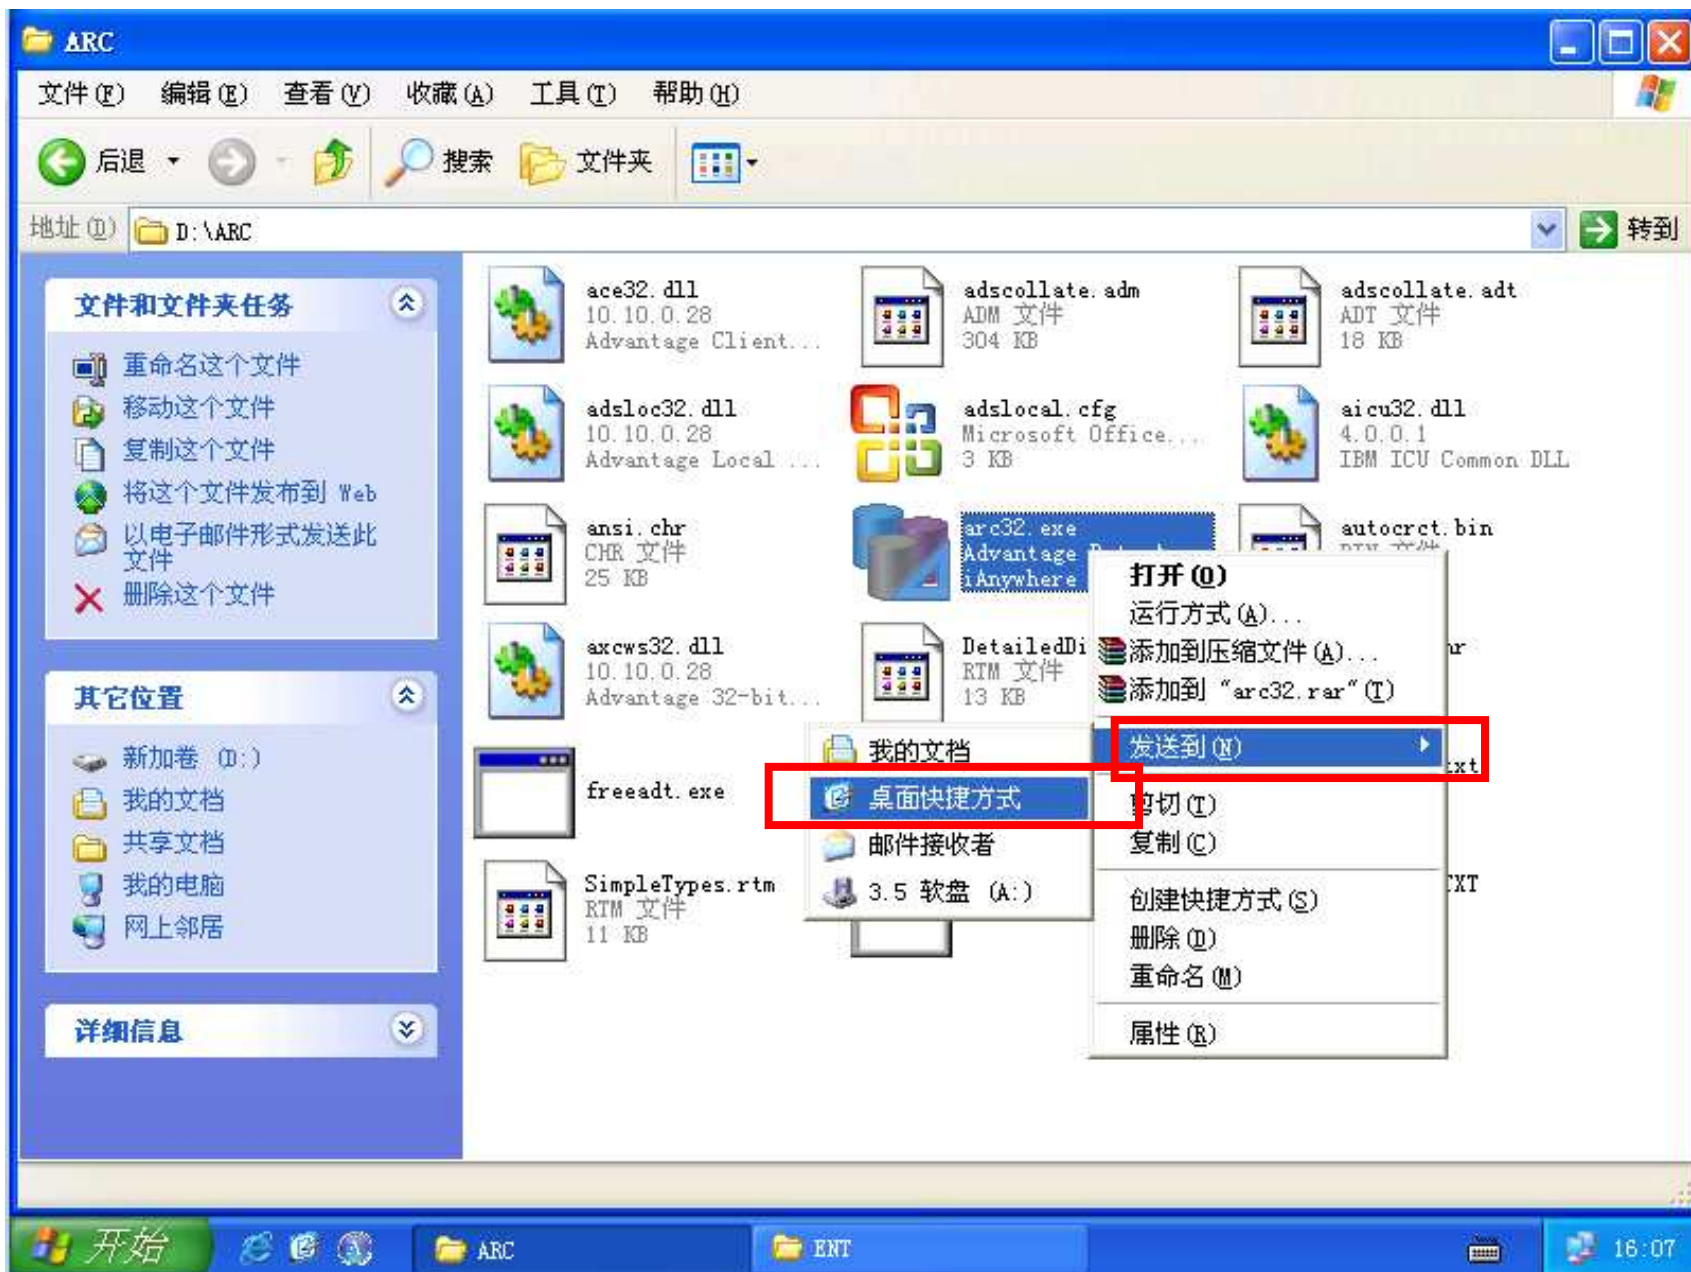 ARC
文件(F) 编辑(E) 查看(V) 收藏(A) 工具(T) 帮助(H)
后退 搜索 文件夹
地址(D) D:\ARC 转到
文件和文件夹任务
重命名这个文件
移动这个文件
复制这个文件
将这个文件发布到 Web
以电子邮件形式发送此
文件
删除这个文件
其它位置
新加卷 (D:)
我的文档
共享文档
我的电脑
网上邻居
详细信息
ace32.dll
10.10.0.28
Advantage Client...
adscollate.adm
ADM 文件
304 KB
adscollate.adt
ADT 文件
18 KB
adsloc32.dll
10.10.0.28
Advantage Local ...
adslocal.cfg
Microsoft Office...
3 KB
aicu32.dll
4.0.0.1
IBM ICU Common DLL
ansi.chr
CHR 文件
25 KB
arc32.exe
Advantage
iAnywhere
autocrct.bin
BIN 文件
axcws32.dll
10.10.0.28
Advantage 32-bit...
DetailedDi
RTM 文件
13 KB
freeadt.exe
SimpleTypes.rtm
RTM 文件
11 KB
打开(O)
运行方式(A)...
添加到压缩文件(A)...
添加到 "arc32.rar"(T)
发送到(N)
剪切(T)
复制(C)
创建快捷方式(S)
删除(D)
重命名(M)
属性(R)
我的文档
桌面快捷方式
邮件接收者
3.5 软盘 (A:)
txt
TXT
开始 ARC ENT 16:07